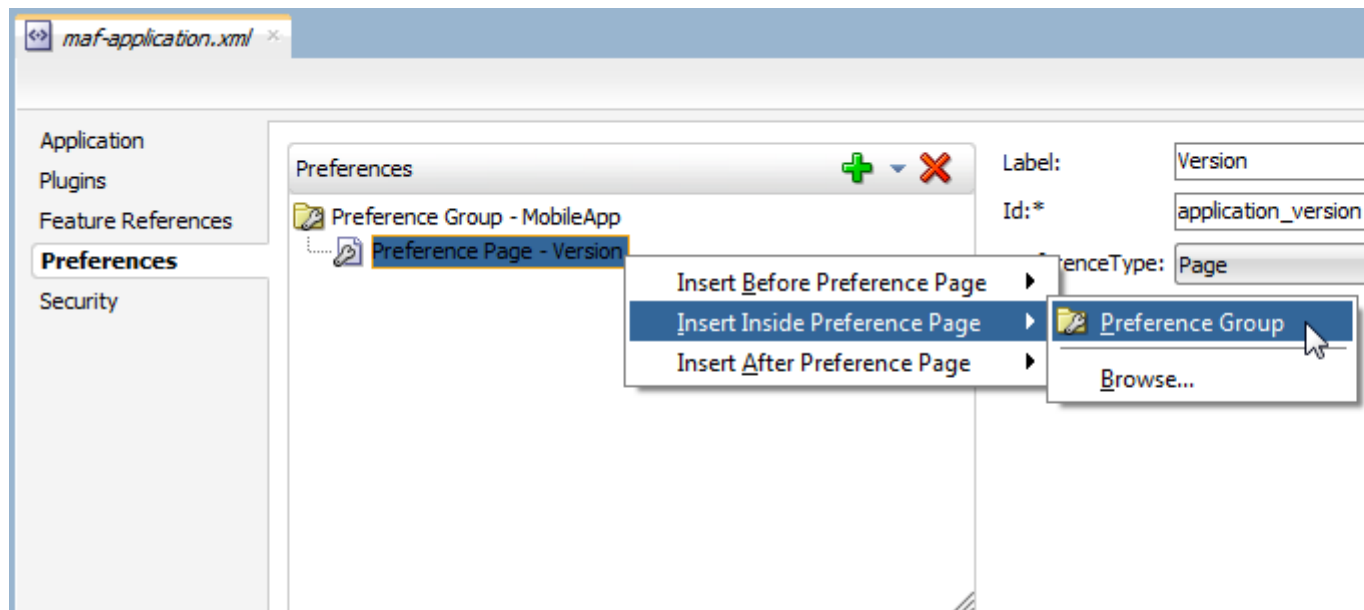 maf-application.xml
Application
Plugins
Feature References
Preferences
Security
Preferences
Preference Group - MobileApp
Preference Page - Version
Label: Version
Id:* application_version
enceType: Page
Insert Before Preference Page
Insert Inside Preference Page
Insert After Preference Page
Preference Group
Browse...